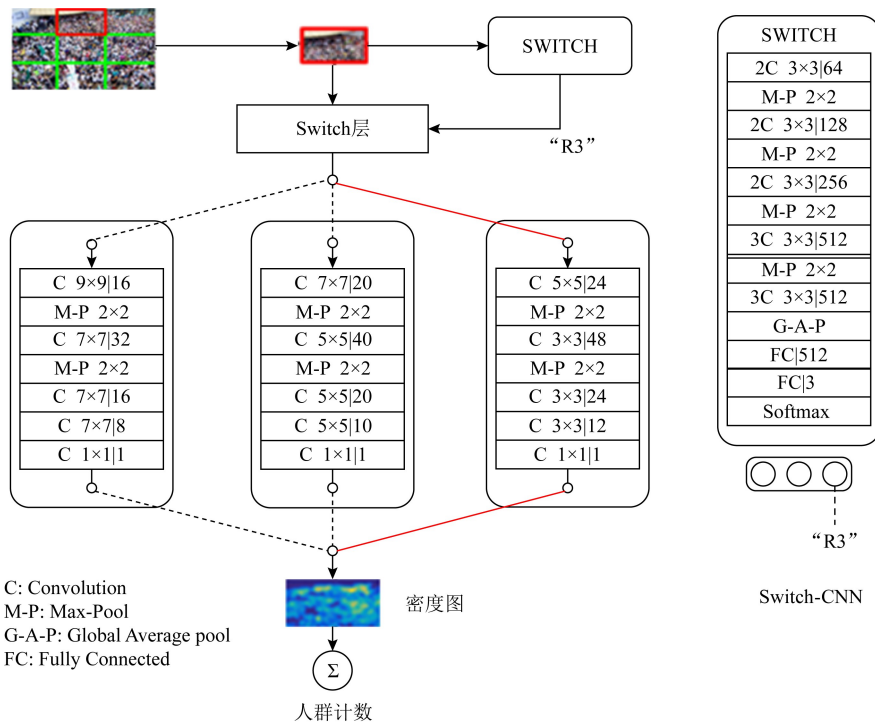 SWITCH
Switch层
“R3”
C 9×9|16
M-P 2×2
C 7×7|32
M-P 2×2
C 7×7|16
C 7×7|8
C 1×1|1
C 7×7|20
M-P 2×2
C 5×5|40
M-P 2×2
C 5×5|20
C 5×5|10
C 1×1|1
C 5×5|24
M-P 2×2
C 3×3|48
M-P 2×2
C 3×3|24
C 3×3|12
C 1×1|1
密度图
Σ
人群计数
C: Convolution
M-P: Max-Pool
G-A-P: Global Average pool
FC: Fully Connected
SWITCH
2C 3×3|64
M-P 2×2
2C 3×3|128
M-P 2×2
2C 3×3|256
M-P 2×2
3C 3×3|512
M-P 2×2
3C 3×3|512
G-A-P
FC|512
FC|3
Softmax
“R3”
Switch-CNN